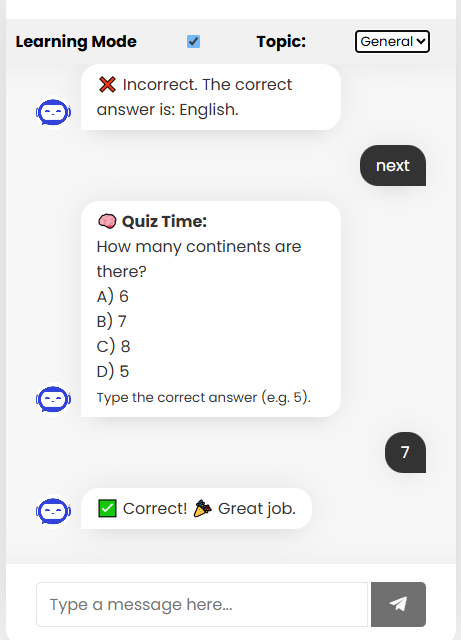 Learning Mode Topic: General
❌ Incorrect. The correct
answer is: English.
next
🧠 Quiz Time:
How many continents are
there?
A) 6
B) 7
C) 8
D) 5
Type the correct answer (e.g. 5).
7
✅ Correct! 🎉 Great job.
Type a message here...